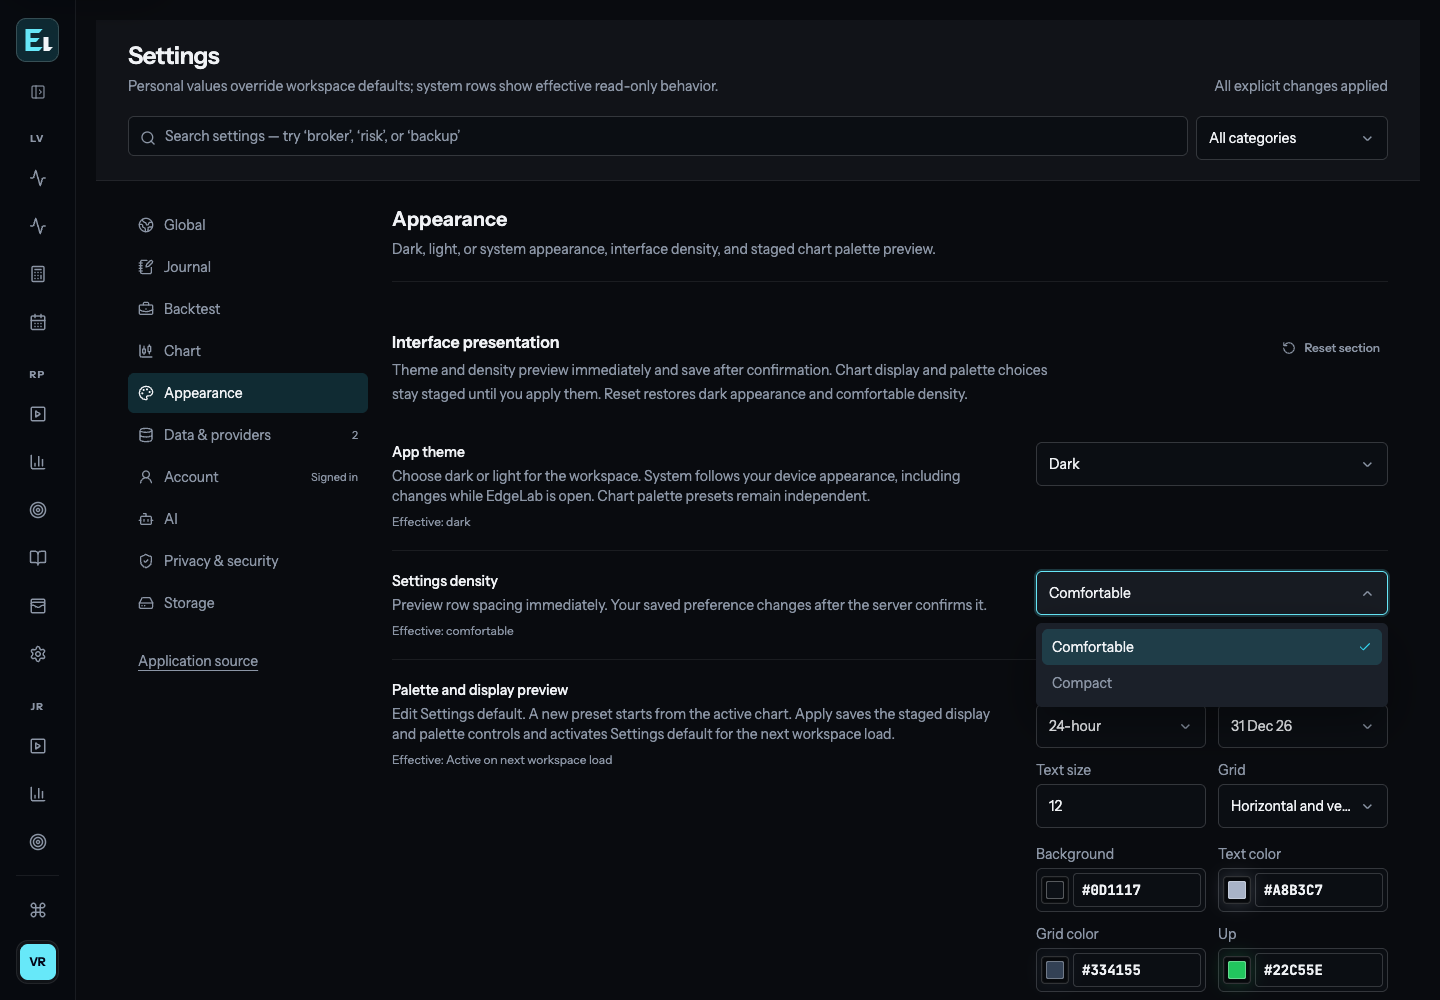 EL
Settings
Personal values override workspace defaults; system rows show effective read-only behavior.
All explicit changes applied
Search settings — try ‘broker’, ‘risk’, or ‘backup’
All categories
LV
RP
JR
VR
Global
Journal
Backtest
Chart
Appearance
Data & providers 2
Account Signed in
AI
Privacy & security
Storage
Application source
Appearance
Dark, light, or system appearance, interface density, and staged chart palette preview.
Interface presentation
Reset section
Theme and density preview immediately and save after confirmation. Chart display and palette choices
stay staged until you apply them. Reset restores dark appearance and comfortable density.
App theme
Choose dark or light for the workspace. System follows your device appearance, including
changes while EdgeLab is open. Chart palette presets remain independent.
Effective: dark
Dark
Settings density
Preview row spacing immediately. Your saved preference changes after the server confirms it.
Effective: comfortable
Comfortable
Comfortable
Compact
Palette and display preview
Edit Settings default. A new preset starts from the active chart. Apply saves the staged display
and palette controls and activates Settings default for the next workspace load.
Effective: Active on next workspace load
24-hour
31 Dec 26
Text size
Grid
12
Horizontal and ve...
Background
Text color
#0D1117
#A8B3C7
Grid color
Up
#334155
#22C55E